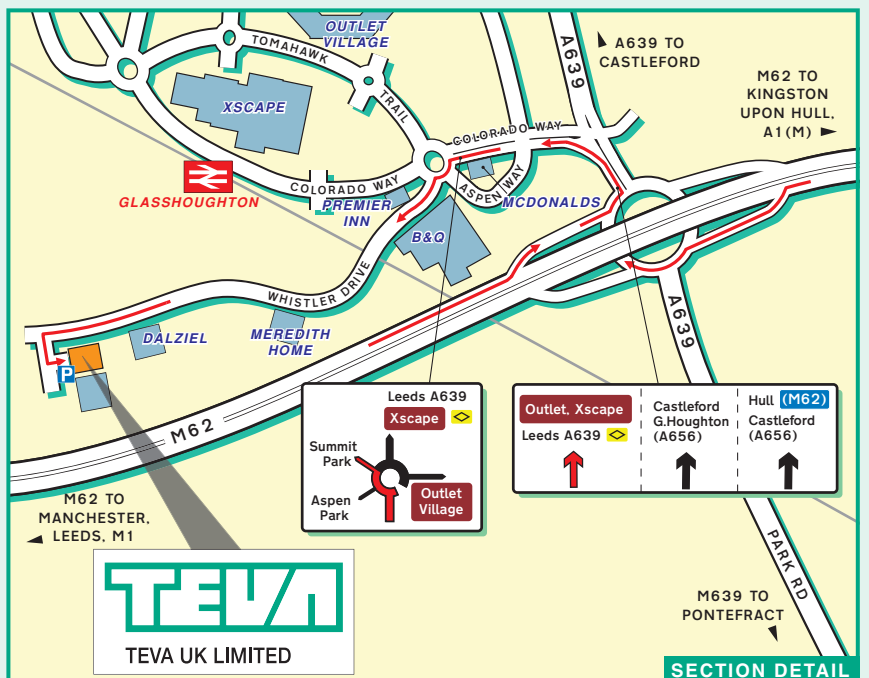 OUTLET
VILLAGE
TOMAHAWK
TRAIL
XSCAPE
A639
A639 TO
CASTLEFORD
M62 TO
KINGSTON
UPON HULL,
A1(M)
COLORADO WAY
GLASSHOUGHTON
COLORADO WAY
PREMIER
INN
ASPEN WAY
MCDONALDS
B&Q
WHISTLER DRIVE
DALZIEL
MEREDITH
HOME
A639
P
M62
M62 TO
MANCHESTER,
LEEDS, M1
Leeds A639
Xscape
Summit
Park
Aspen
Park
Outlet
Village
Outlet, Xscape
Leeds A639
Castleford
G.Houghton
(A656)
Hull (M62)
Castleford
(A656)
PARK RD
M639 TO
PONTEFRACT
TEVA
TEVA UK LIMITED
SECTION DETAIL